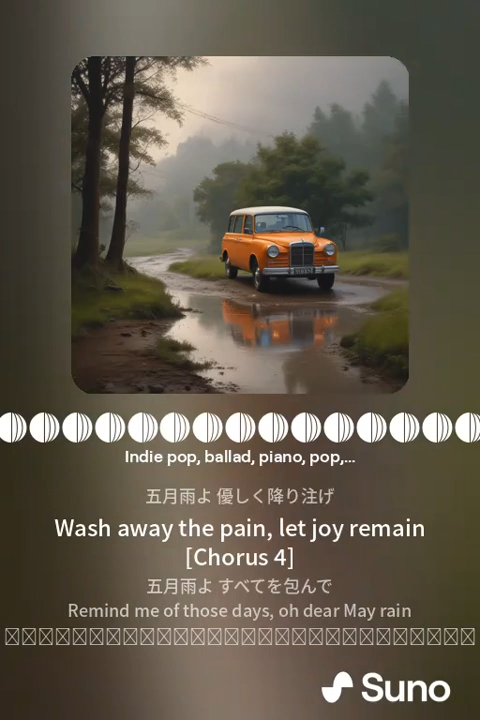 Indie pop, ballad, piano, pop,...
五月雨よ 優しく降り注げ
Wash away the pain, let joy remain
[Chorus 4]
五月雨よ すべてを包んで
Remind me of those days, oh dear May rain
Suno